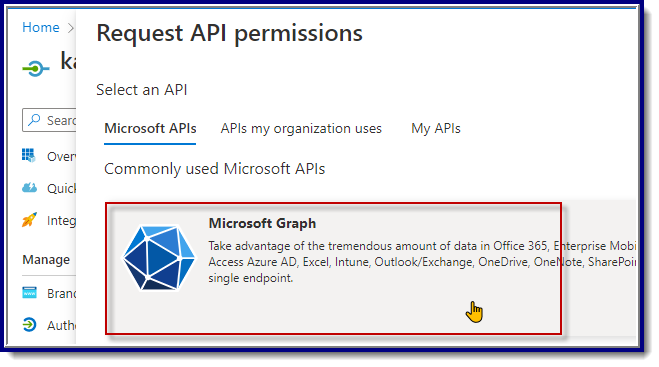 Home
ka
Searc
Overv
Quick
Integ
Manage
Brand
Authe
Request API permissions
Select an API
Microsoft APIs APIs my organization uses My APIs
Commonly used Microsoft APIs
Microsoft Graph
Take advantage of the tremendous amount of data in Office 365, Enterprise Mobi
Access Azure AD, Excel, Intune, Outlook/Exchange, OneDrive, OneNote, SharePoin
single endpoint.